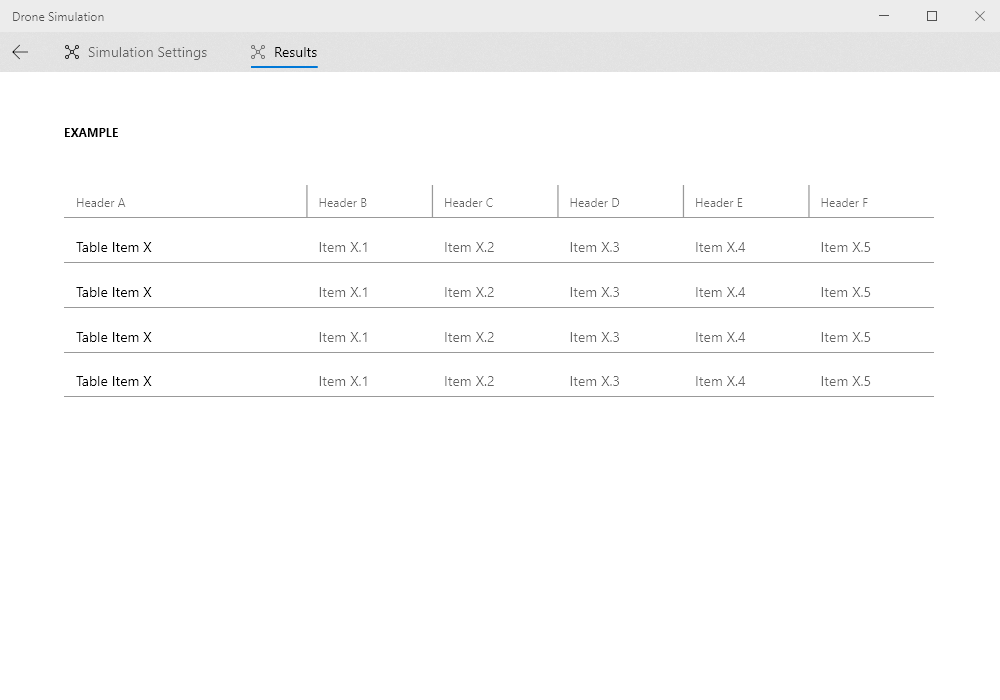 Drone Simulation
Simulation Settings Results
EXAMPLE
Header A Header B Header C Header D Header E Header F
Table Item X Item X.1 Item X.2 Item X.3 Item X.4 Item X.5
Table Item X Item X.1 Item X.2 Item X.3 Item X.4 Item X.5
Table Item X Item X.1 Item X.2 Item X.3 Item X.4 Item X.5
Table Item X Item X.1 Item X.2 Item X.3 Item X.4 Item X.5